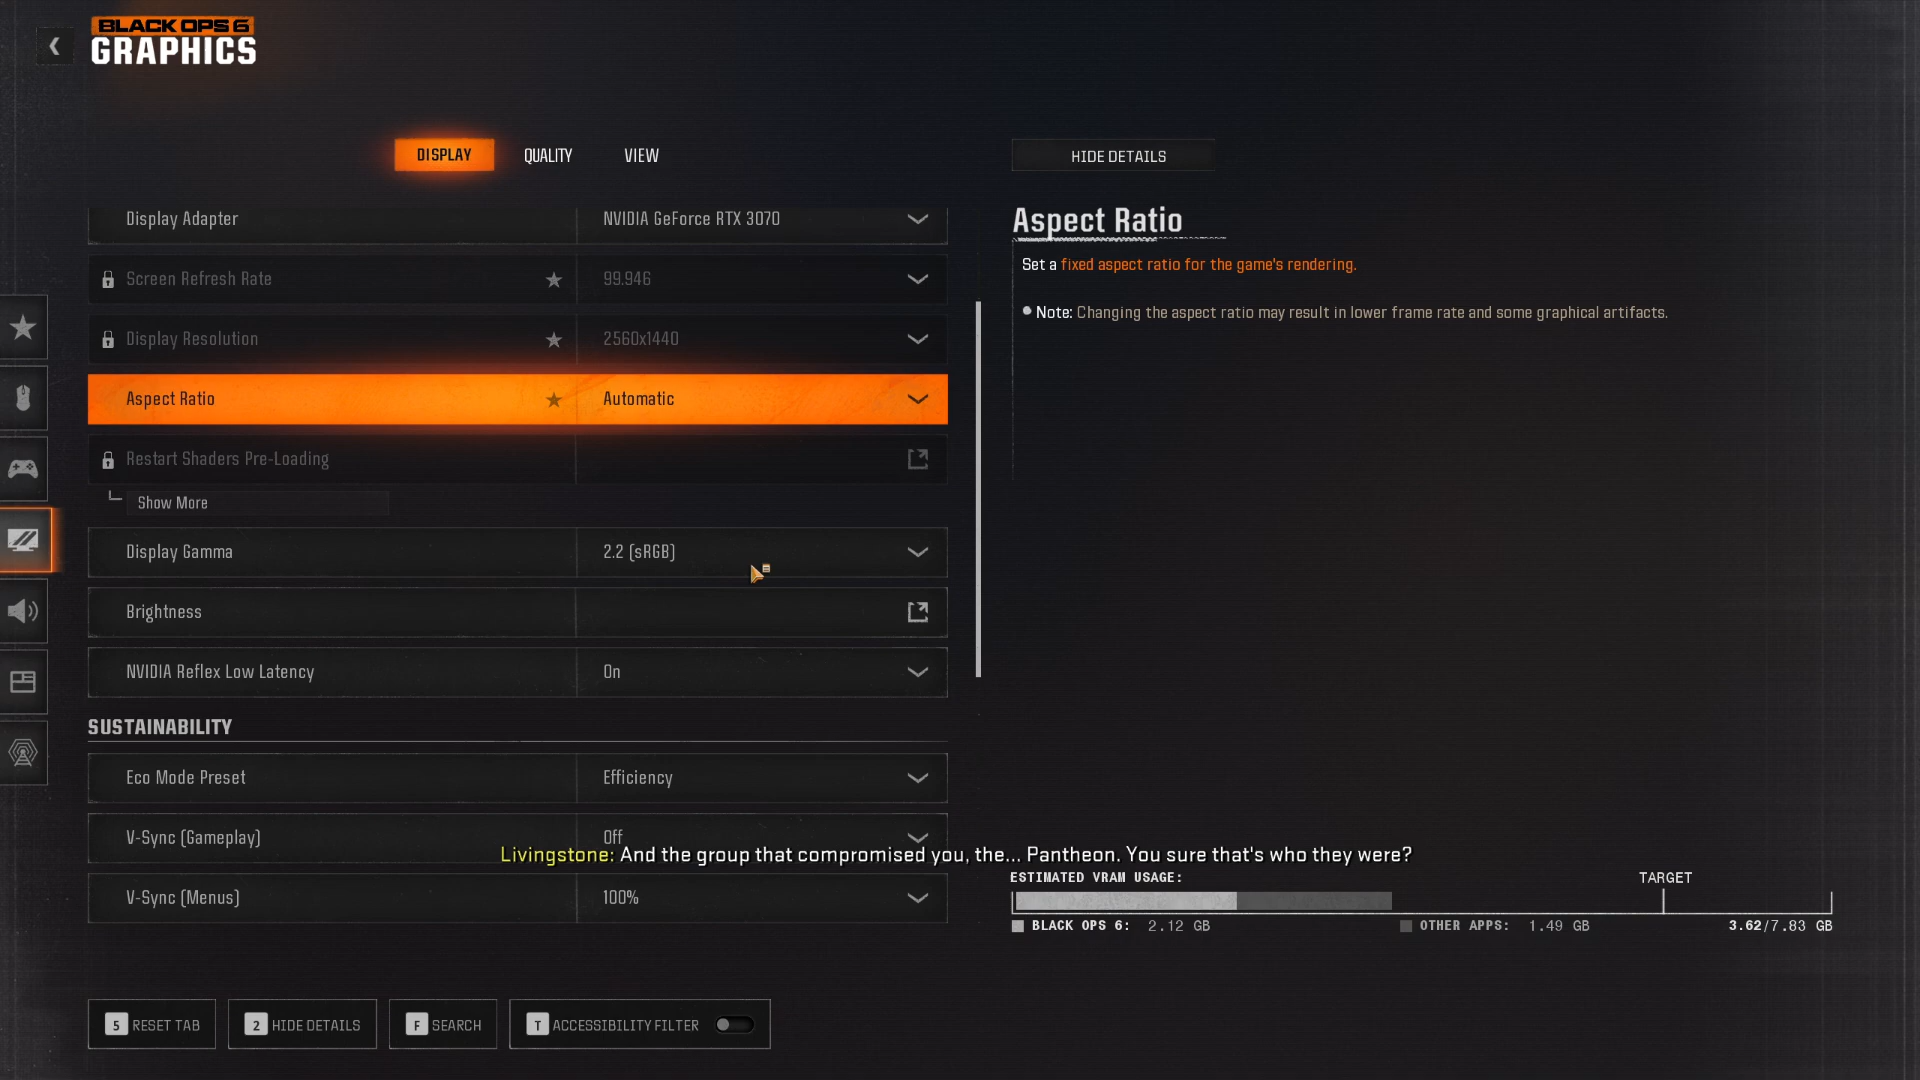 BLACK OPS 6
GRAPHICS
DISPLAY
QUALITY
VIEW
HIDE DETAILS
Display Adapter
NVIDIA GeForce RTX 3070
Screen Refresh Rate
99.946
Display Resolution
2560x1440
Aspect Ratio
Automatic
Restart Shaders Pre-Loading
Show More
Display Gamma
2.2 (sRGB)
Brightness
NVIDIA Reflex Low Latency
On
SUSTAINABILITY
Eco Mode Preset
Efficiency
V-Sync (Gameplay)
Off
V-Sync (Menus)
100%
Aspect Ratio
Set a fixed aspect ratio for the game's rendering.
Note: Changing the aspect ratio may result in lower frame rate and some graphical artifacts.
Livingstone: And the group that compromised you, the... Pantheon. You sure that's who they were?
ESTIMATED VRAM USAGE:
TARGET
BLACK OPS 6: 2.12 GB
OTHER APPS: 1.49 GB
3.62/7.83 GB
5 RESET TAB
2 HIDE DETAILS
F SEARCH
T ACCESSIBILITY FILTER